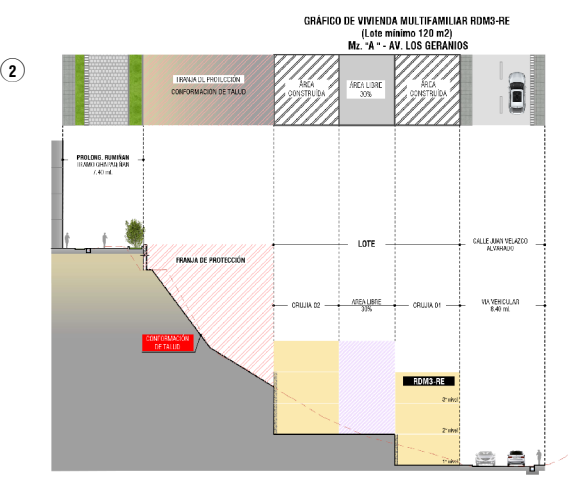 GRÁFICO DE VIVIENDA MULTIFAMILIAR RDM3-RE
(Lote mínimo 120 m2)
Mz. "A" - AV. LOS GERANIOS
2
FRANJA DE PROTECCIÓN
CONFORMACIÓN DE TALUD
ÁREA
CONSTRUÍDA
ÁREA LIBRE
30%
ÁREA
CONSTRUÍDA
PROLONG. RUMIÑAN
7.40 ml.
LOTE
CALLE JUAN VELAZCO
ALVARADO
FRANJA DE PROTECCIÓN
CRUJIA 02
ÁREA LIBRE
30%
CRUJIA 01
VIA VEHICULAR
8.40 ml.
CONFORMACIÓN
DE TALUD
RDM3-RE
3° nivel
2° nivel
1° nivel